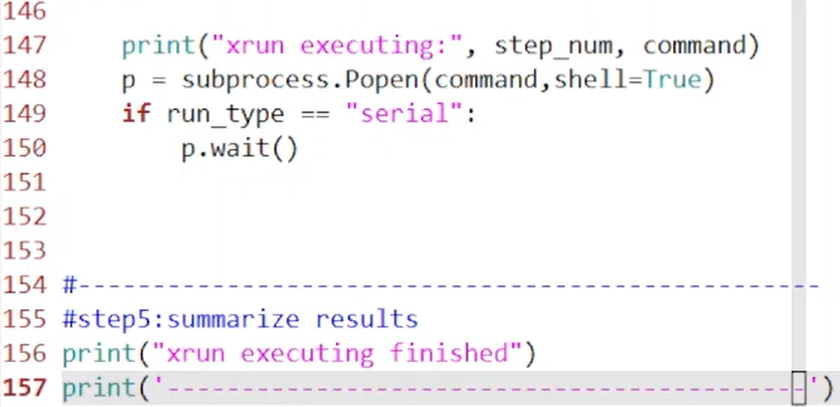 146
147     print("xrun executing:", step_num, command)
148     p = subprocess.Popen(command,shell=True)
149     if run_type == "serial":
150         p.wait()
151
152
153
154 #--------------------------------------------------
155 #step5:summarize results
156 print("xrun executing finished")
157 print('-------------------------------------------')